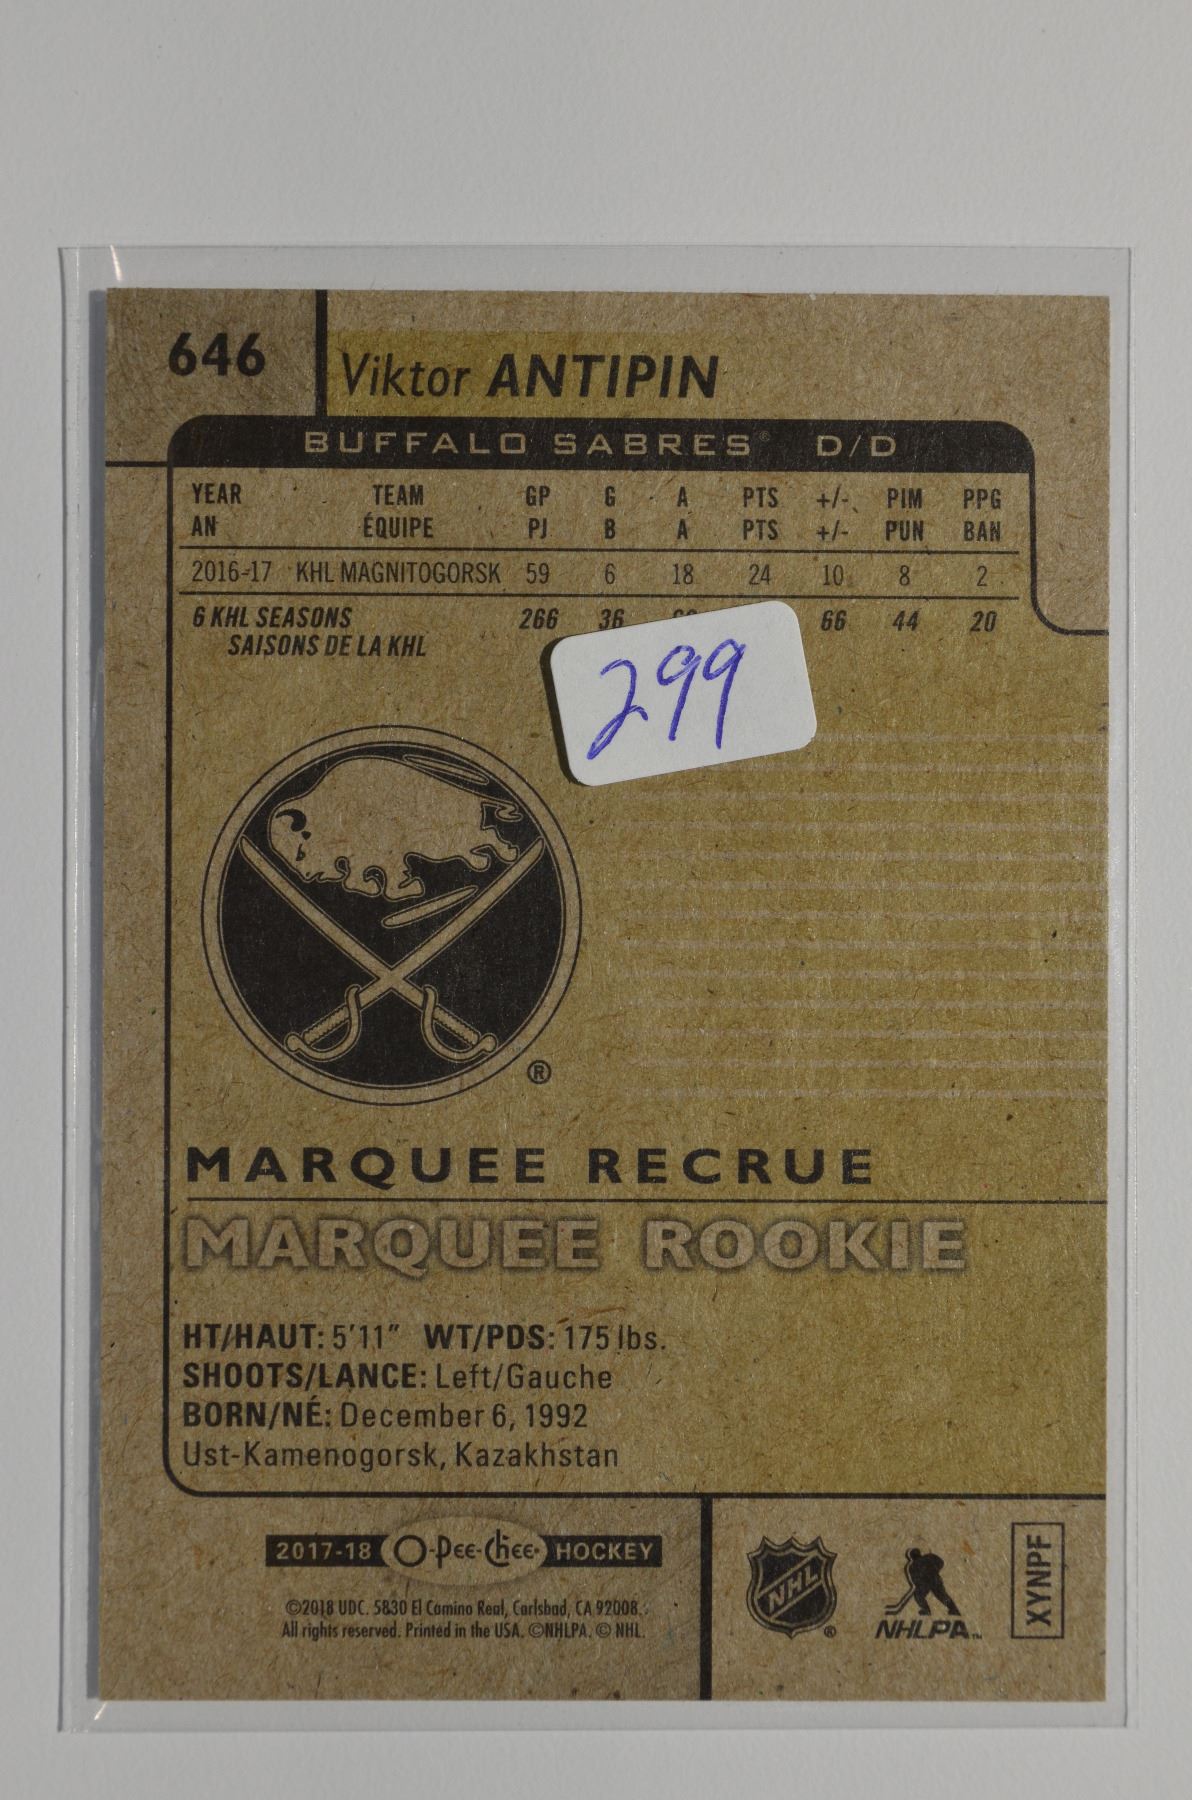 646
Viktor ANTIPIN
BUFFALO SABRES® D/D
YEAR TEAM GP G A PTS +/- PIM PPG
AN ÉQUIPE PJ B A PTS +/- PUN BAN
2016-17 KHL MAGNITOGORSK 59 6 18 24 10 8 2
6 KHL SEASONS 266 36 66 44 20
SAISONS DE LA KHL
299
®
MARQUEE RECRUE
MARQUEE ROOKIE
HT/HAUT: 5'11" WT/PDS: 175 lbs.
SHOOTS/LANCE: Left/Gauche
BORN/NÉ: December 6, 1992
Ust-Kamenogorsk, Kazakhstan
2017-18 O-Pee-Chee® HOCKEY
©2018 UDC. 5830 El Camino Real, Carlsbad, CA 92008.
All rights reserved. Printed in the USA. ©NHLPA. © NHL.
NHL®
NHLPA™
XYNPF